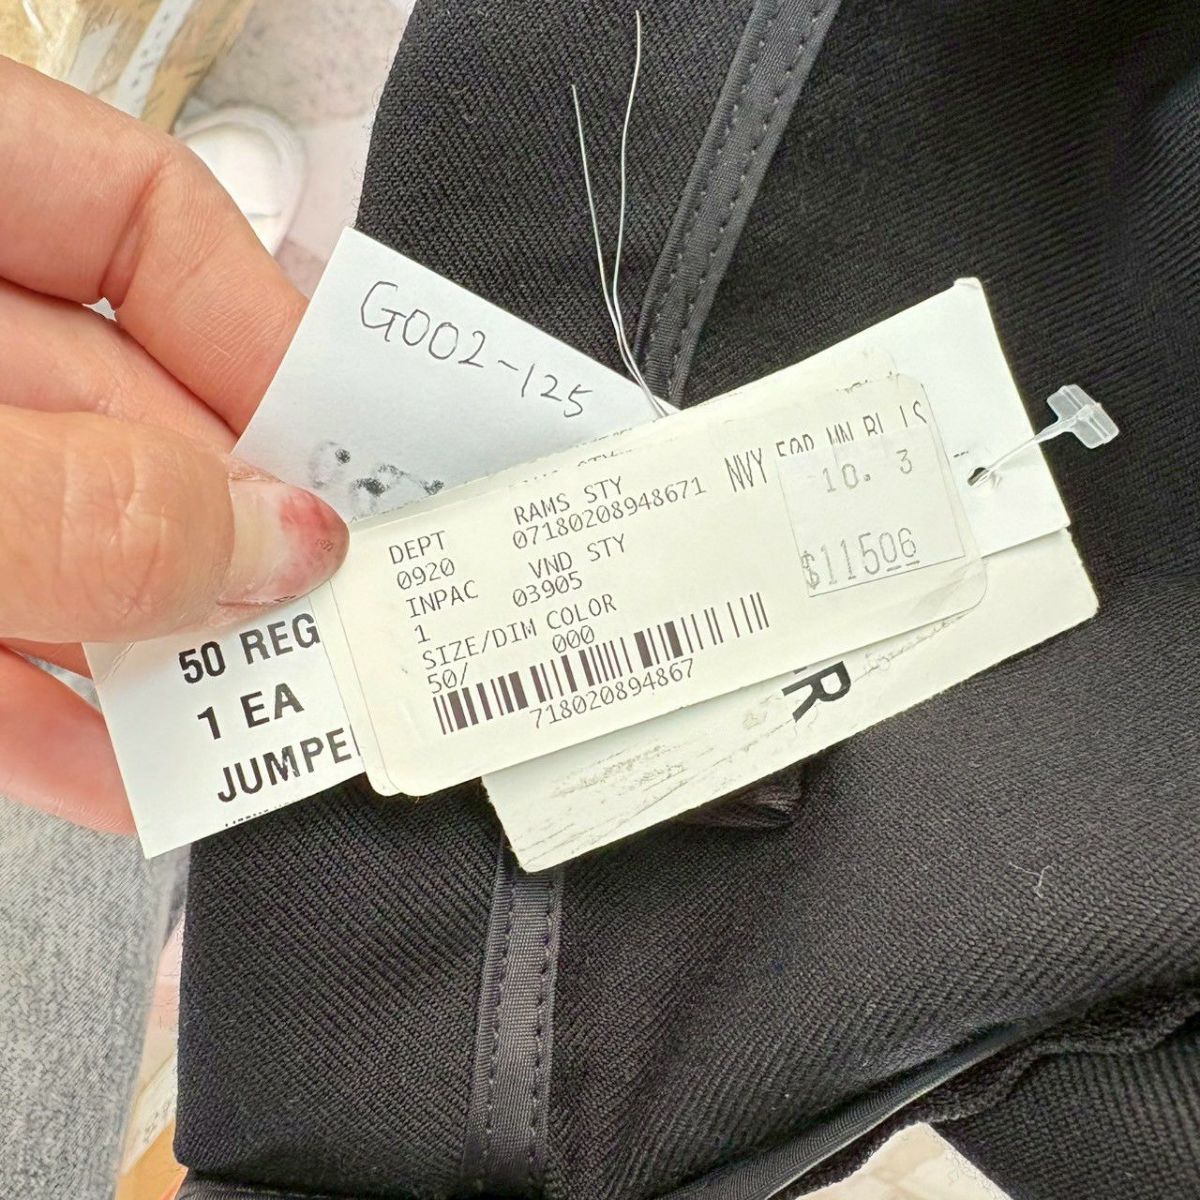 G002-125
50 REG
1 EA
JUMPE
DEPT
0920
INPAC
1
RAMS STY
07180208948671
VND STY
03905
SIZE/DIM COLOR
50/ 000
718020894867
NVY
10. 3
$11506
R